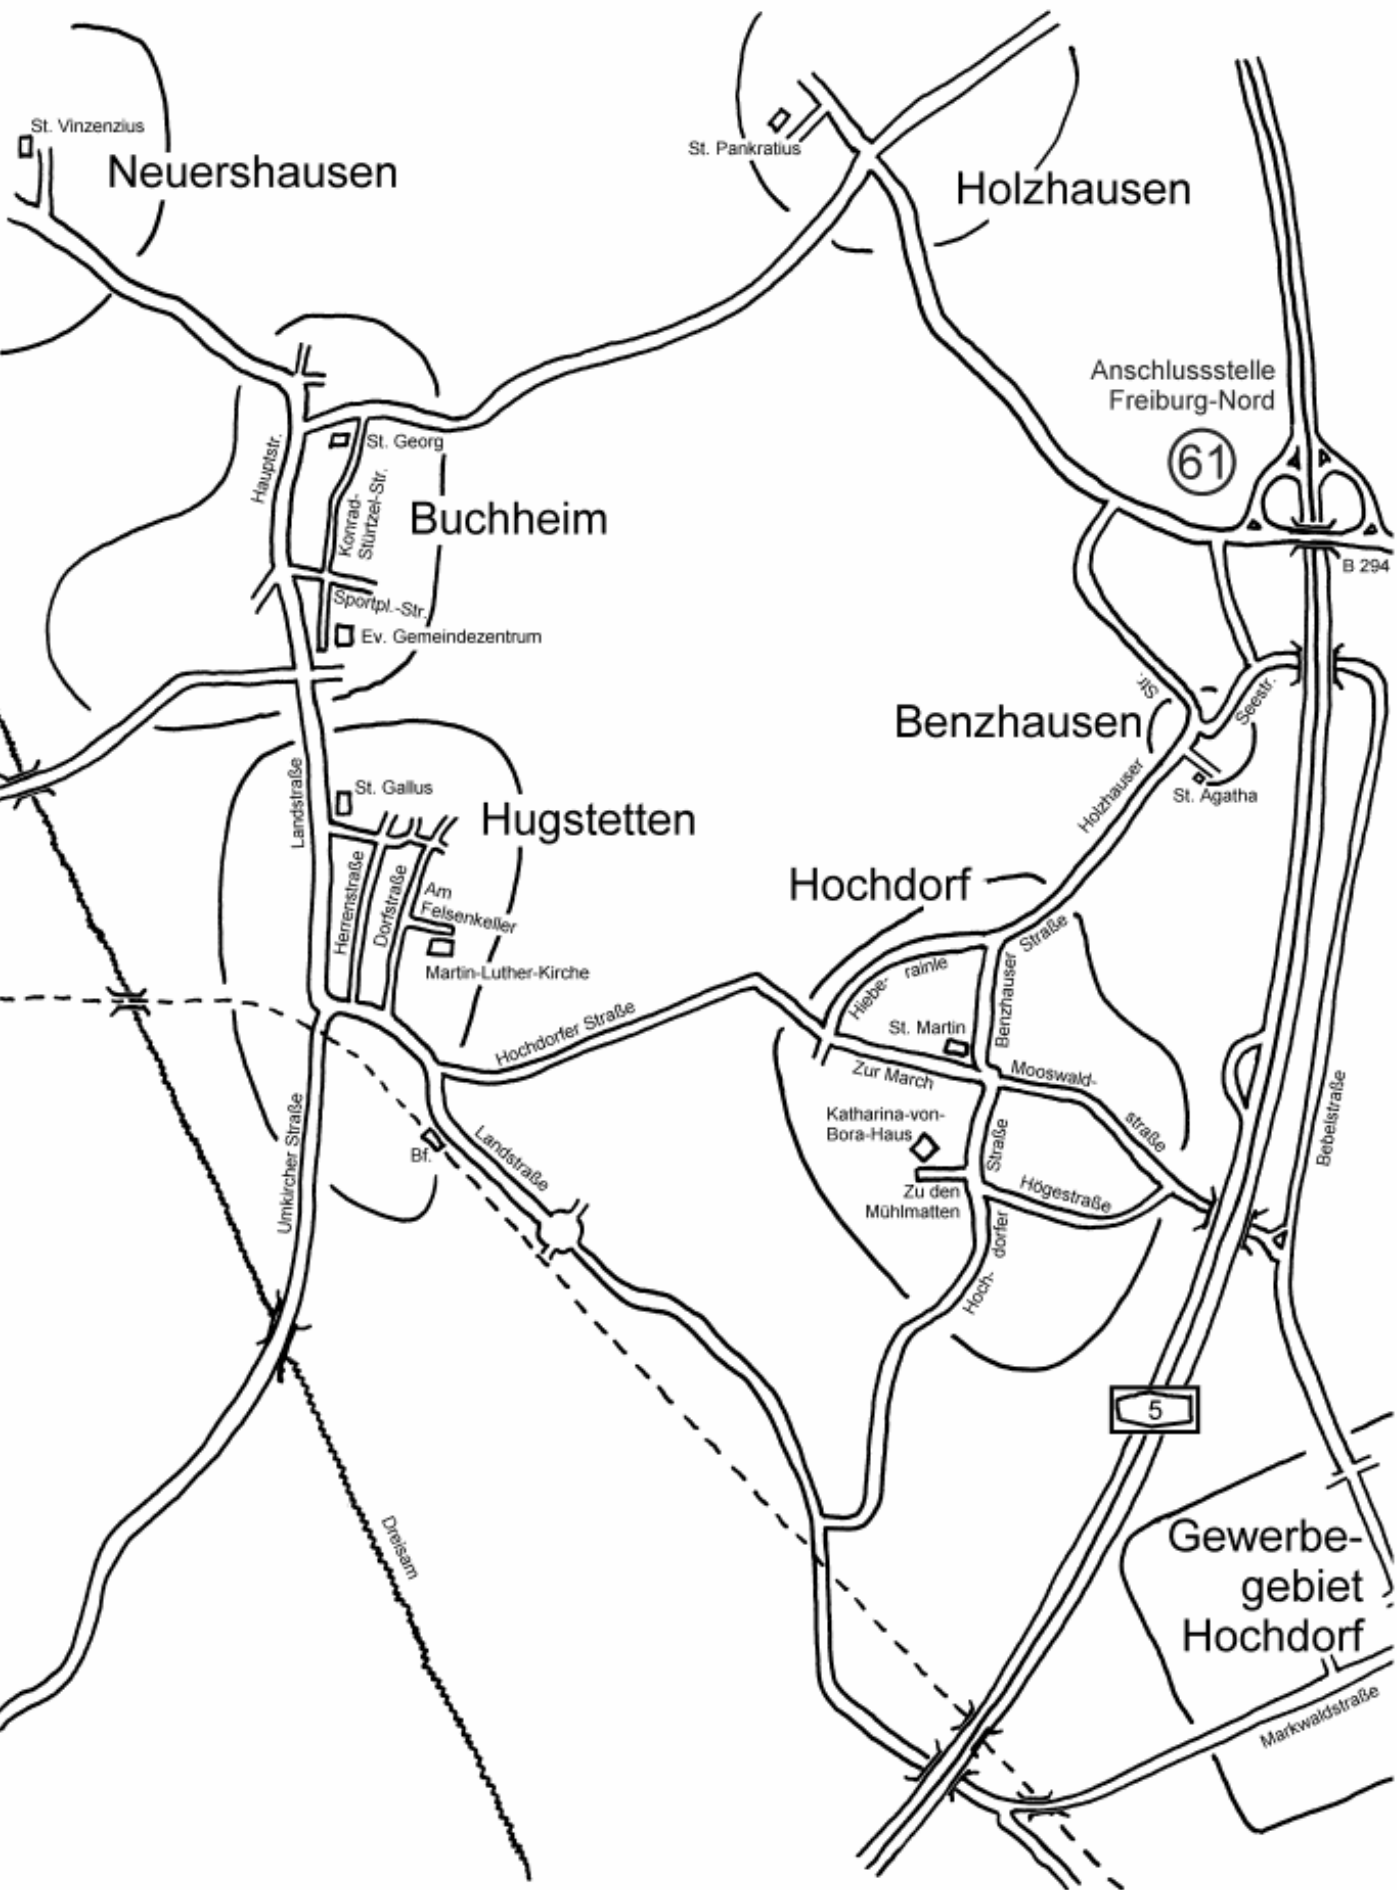 St. Vinzenzius
Neuershausen
St. Pankratius
Holzhausen
Anschlussstelle
Freiburg-Nord
61
B 294
St. Georg
Hauptstr.
Konrad-
Stürtzel-Str.
Buchheim
Sportpl.-Str.
Ev. Gemeindezentrum
Str.
Seestr.
Benzhausen
St. Agatha
Holzhauser
Landstraße
St. Gallus
Hugstetten
Herrenstraße
Dorfstraße
Am
Felsenkeller
Martin-Luther-Kirche
Hochdorf
Straße
Hiebe-
rainle
Benzhauser
St. Martin
Hochdorfer Straße
Zur March
Mooswald-
straße
Katharina-von-
Bora-Haus
Straße
Bebelstraße
Umkircher Straße
Bf.
Landstraße
Zu den
Mühlmatten
Högestraße
Hoch-
dorfer
5
Dreisam
Gewerbe-
gebiet
Hochdorf
Markwaldstraße